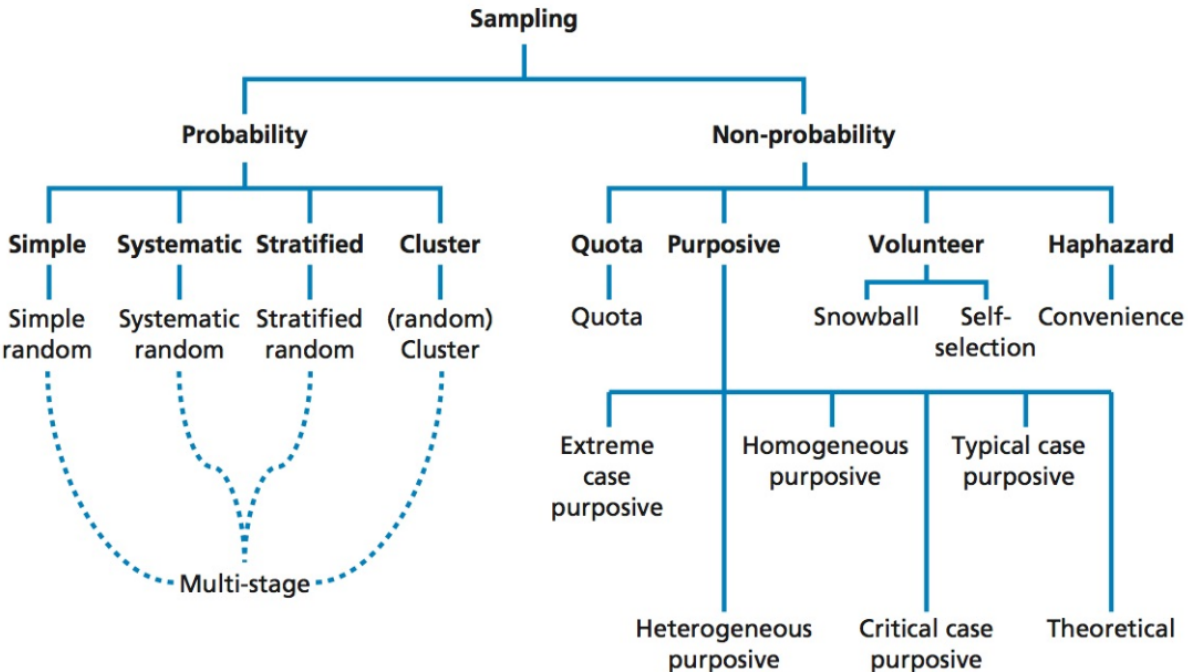 Sampling
Probability
Non-probability
Simple
Systematic
Stratified
Cluster
Quota
Purposive
Volunteer
Haphazard
Simple
random
Systematic
random
Stratified
random
(random)
Cluster
Quota
Snowball
Self-
selection
Convenience
Extreme
case
purposive
Homogeneous
purposive
Typical case
purposive
Multi-stage
Heterogeneous
purposive
Critical case
purposive
Theoretical